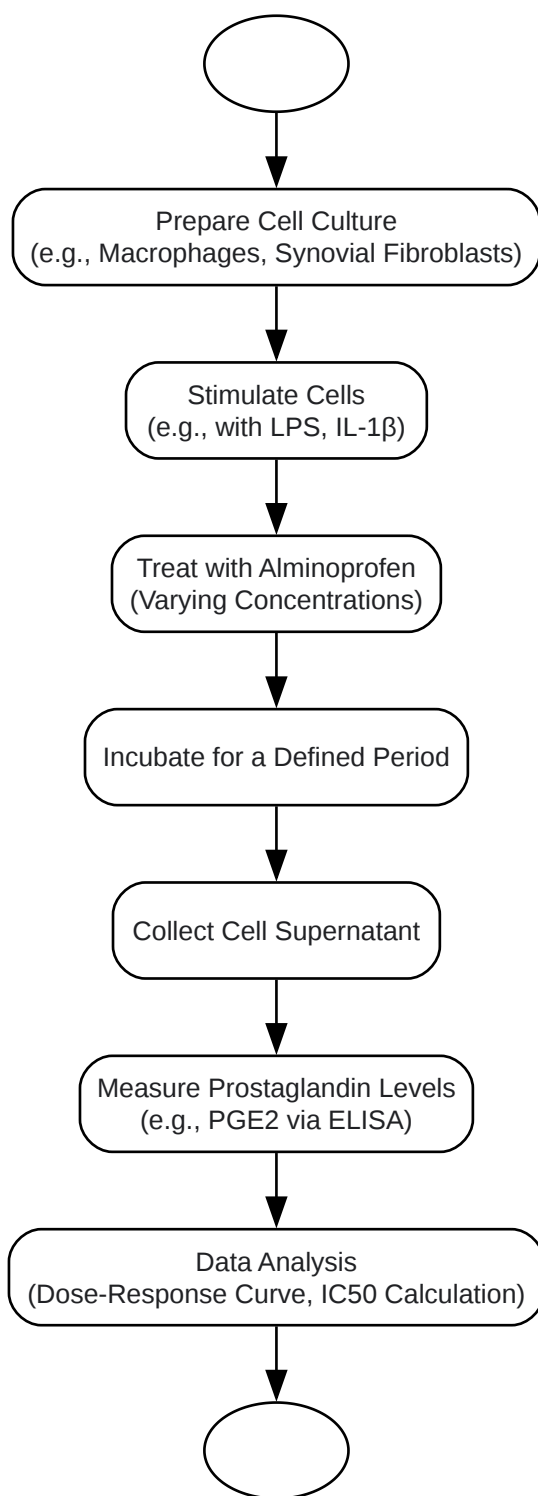 Prepare Cell Culture
(e.g., Macrophages, Synovial Fibroblasts)
Stimulate Cells
(e.g., with LPS, IL-1β)
Treat with Alminoprofen
(Varying Concentrations)
Incubate for a Defined Period
Collect Cell Supernatant
Measure Prostaglandin Levels
(e.g., PGE2 via ELISA)
Data Analysis
(Dose-Response Curve, IC50 Calculation)